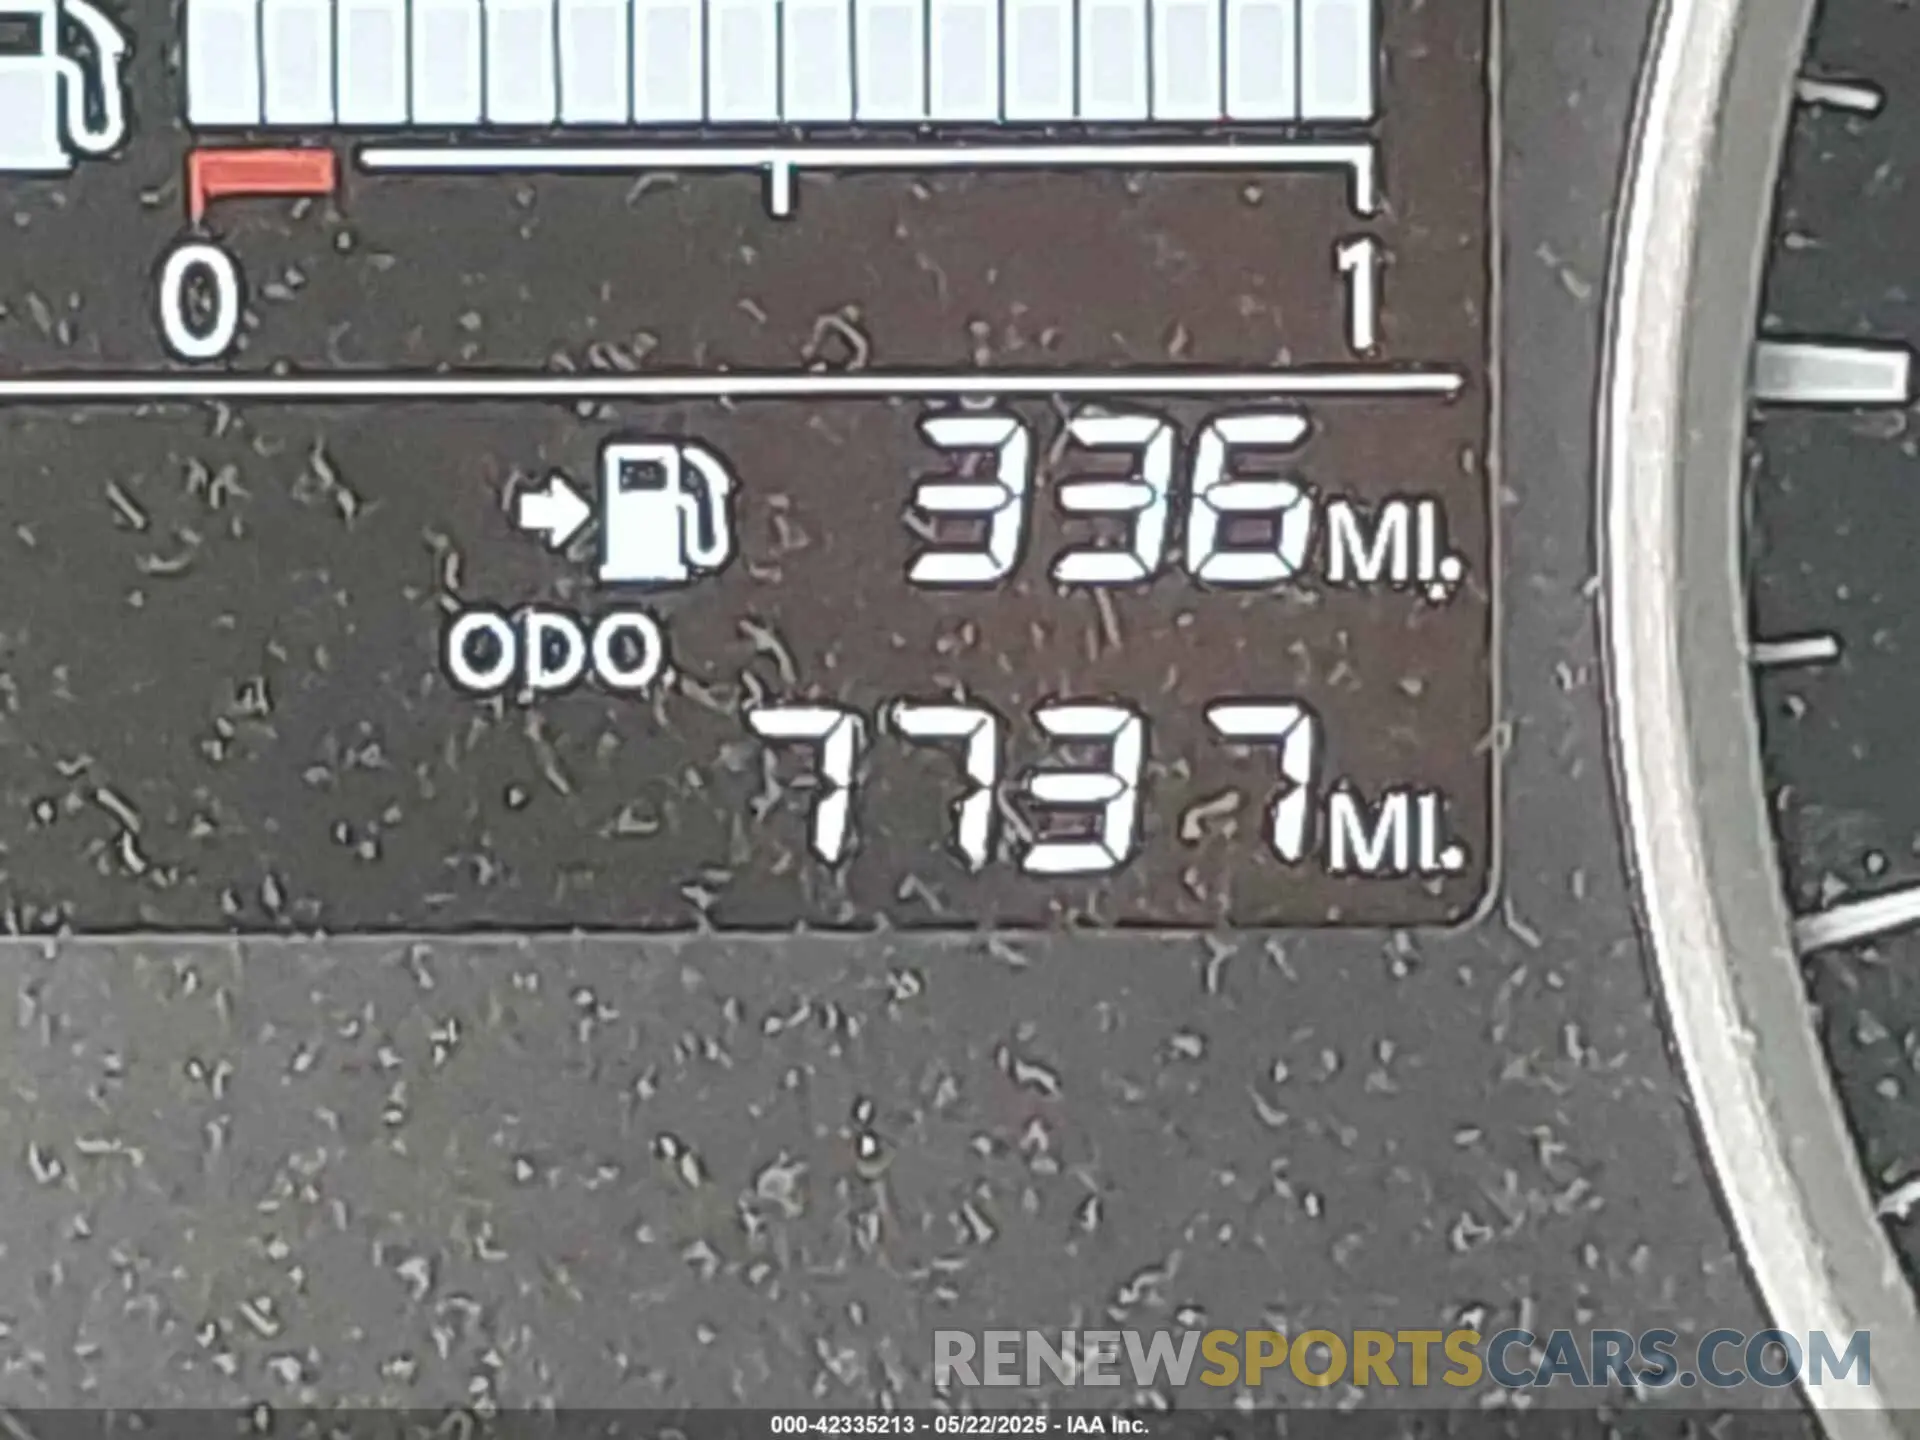 0 1
336 MI.
ODO
7737 MI.
RENEWSPORTSCARS.COM
000-42335213 - 05/22/2025 - IAA Inc.